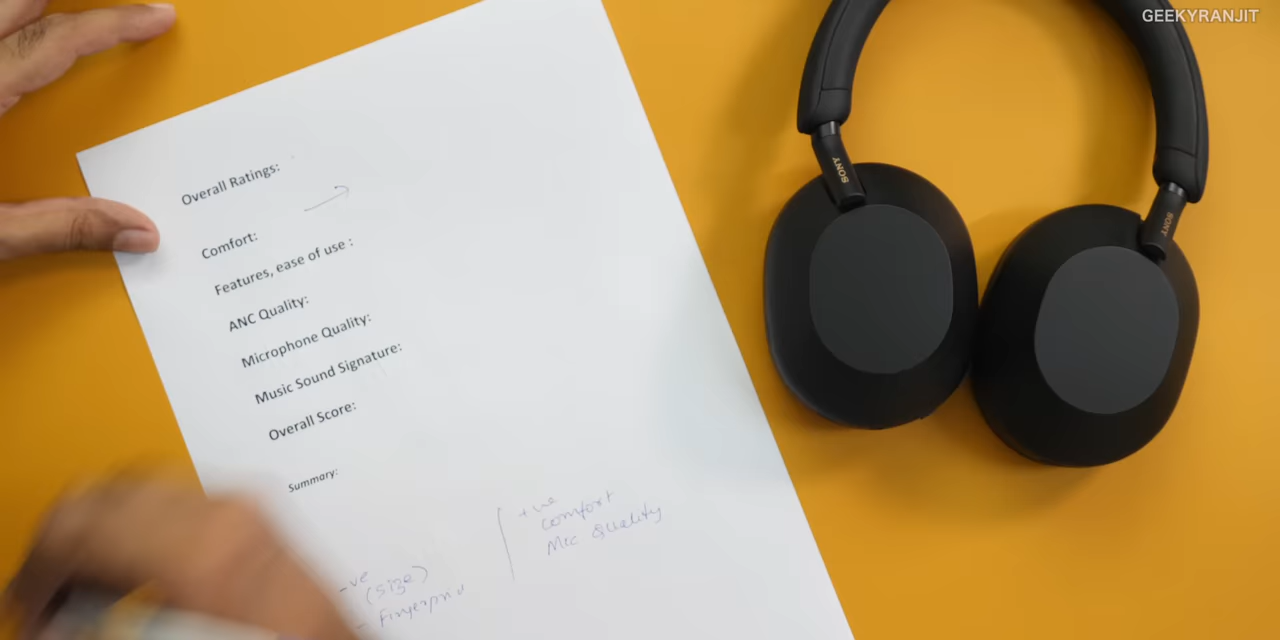 GEEKYRANJIT
SONY
SONY
Overall Ratings:
Comfort:
Features, ease of use :
ANC Quality:
Microphone Quality:
Music Sound Signature:
Overall Score:
Summary:
+ve
Comfort
Mic Quality
-ve
(size)
- Fingerprin